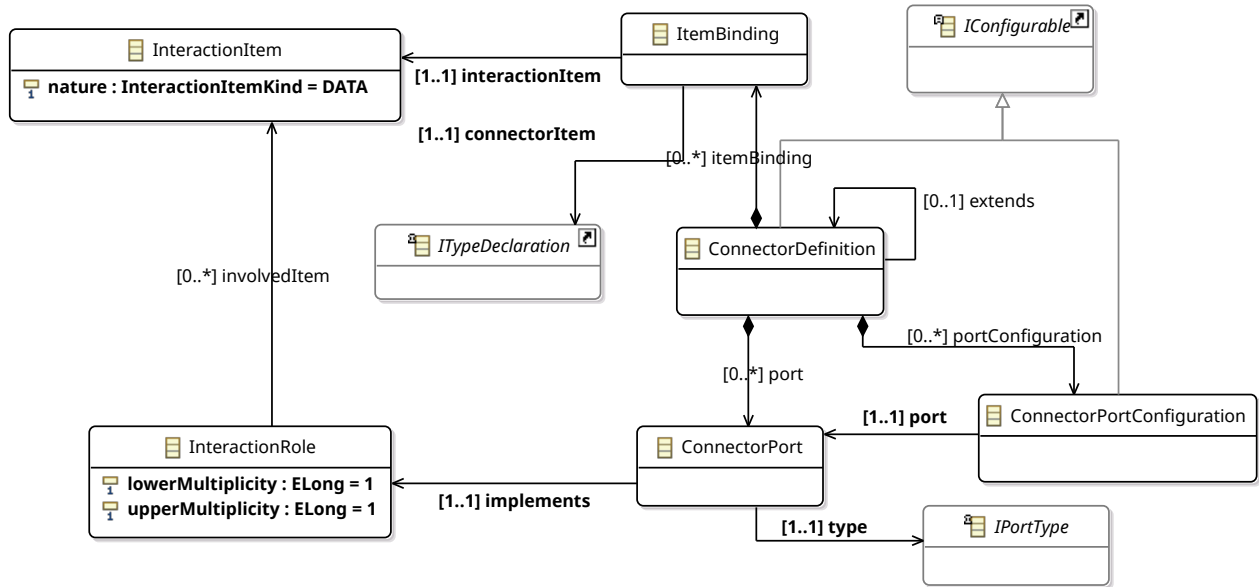 IConfigurable
ItemBinding
InteractionItem
nature : InteractionItemKind = DATA
[1..1] interactionItem
[1..1] connectorItem
[0..*] itemBinding
[0..1] extends
ITypeDeclaration
ConnectorDefinition
[0..*] involvedItem
[0..*] portConfiguration
[0..*] port
ConnectorPortConfiguration
[1..1] port
InteractionRole
ConnectorPort
lowerMultiplicity : ELong = 1
upperMultiplicity : ELong = 1
[1..1] implements
[1..1] type
IPortType